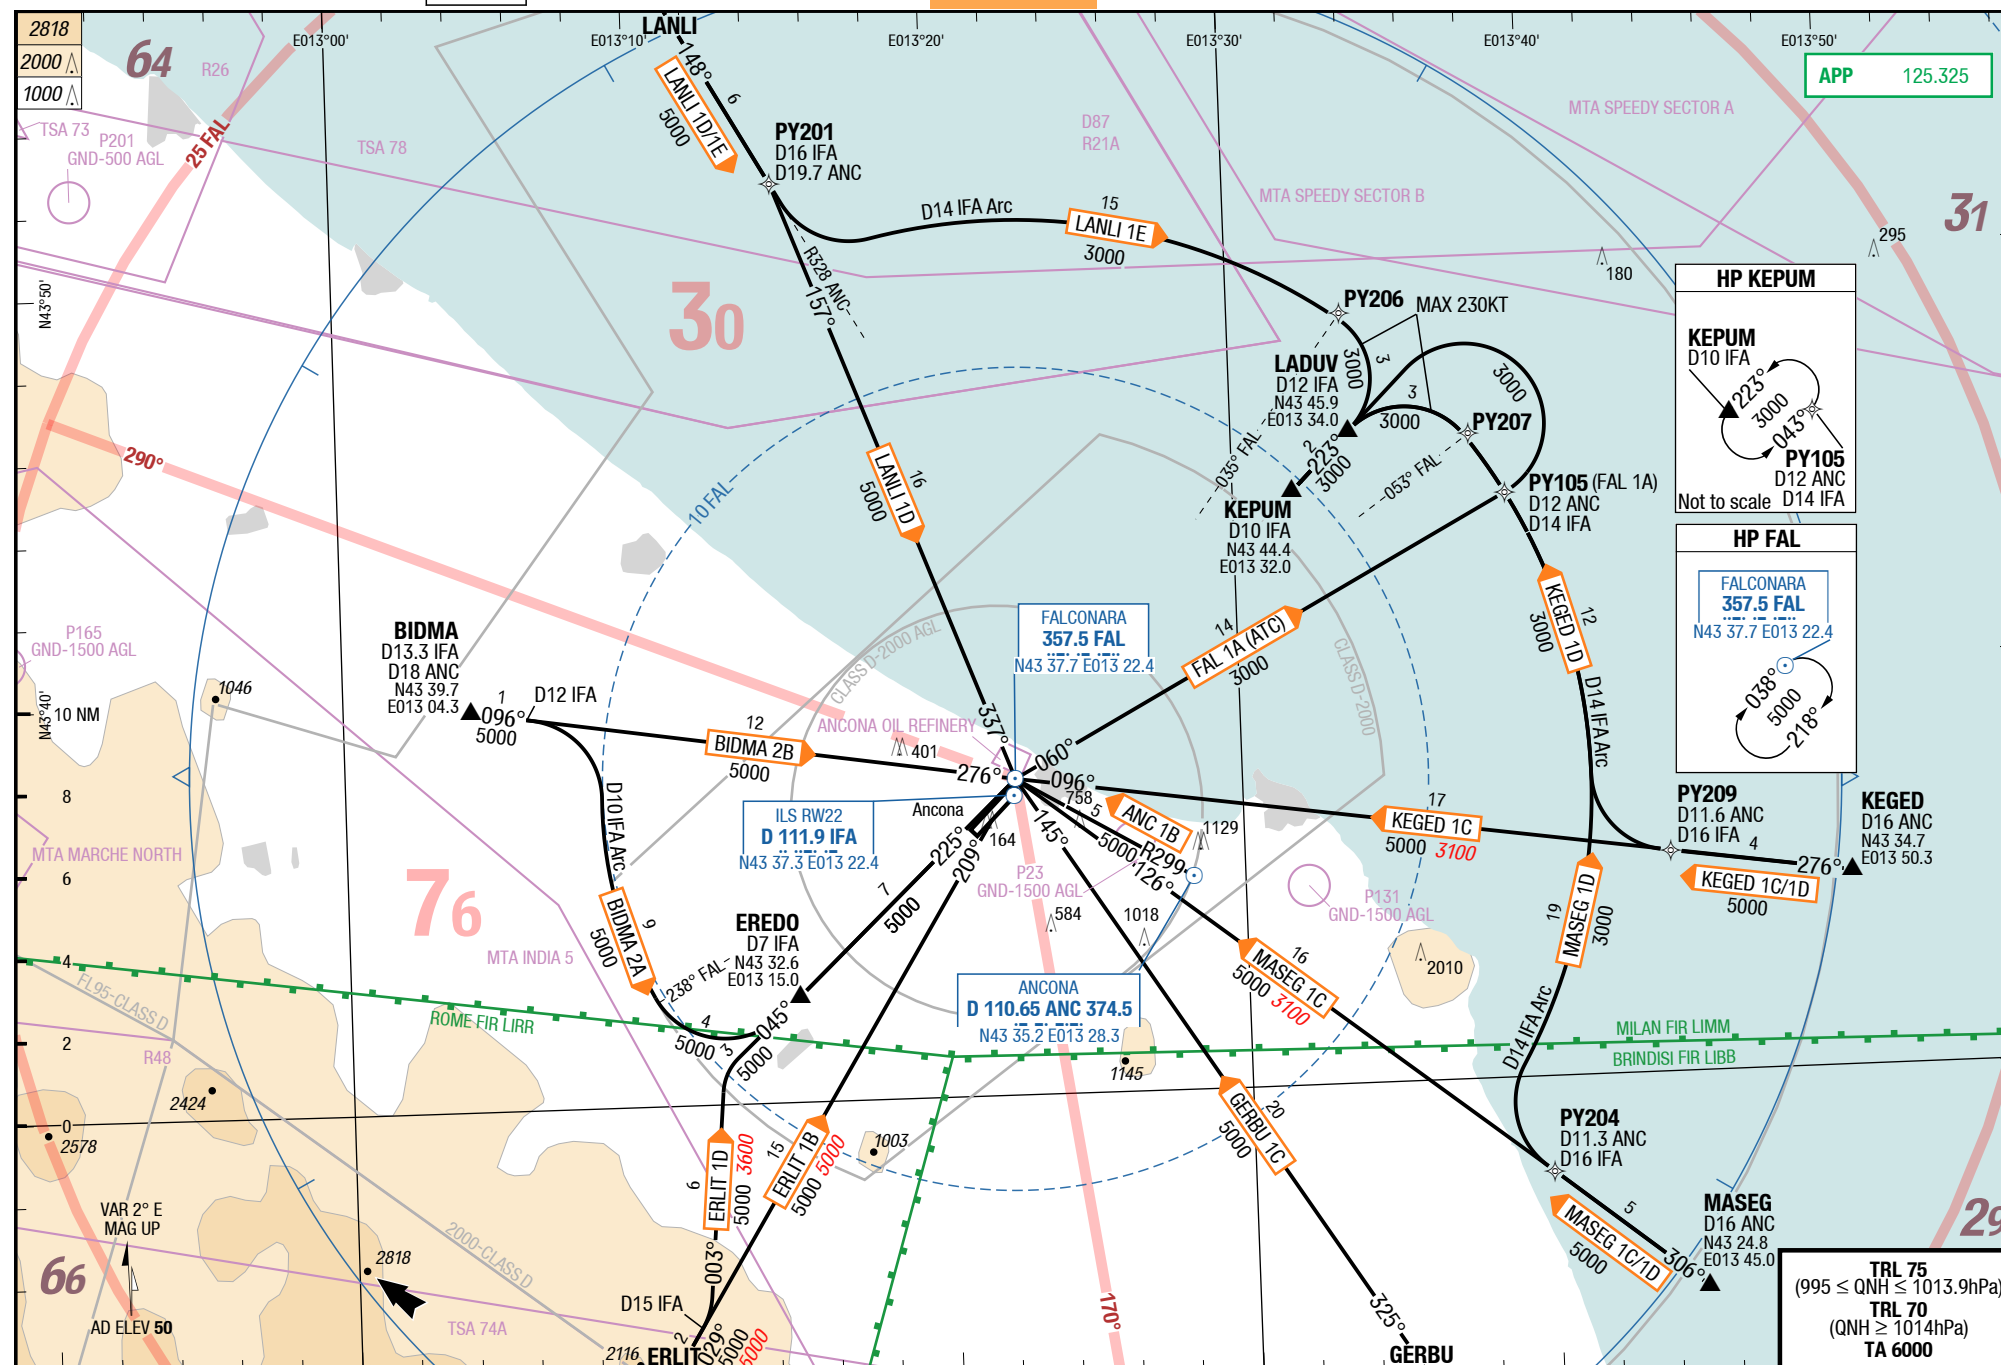 2818
2000
1000
64
R26
E013°00'
E013°10'
LANLI
E013°20'
E013°30'
E013°40'
E013°50'
APP 125.325
TSA 73
P201
GND-500 AGL
25 FAL
TSA 78
148°
6
LANLI 1D/1E
5000
PY201
D16 IFA
D19.7 ANC
D87
R21A
MTA SPEEDY SECTOR A
MTA SPEEDY SECTOR B
31
295
180
D14 IFA Arc
15
LANLI 1E
3000
R328 ANC
157°
N43°50'
30
PY206
MAX 230KT
3
3000
LADUV
D12 IFA
N43 45.9
E013 34.0
3
3000
3000
PY207
HP KEPUM
KEPUM
D10 IFA
223°
3000
043°
PY105
D12 ANC
D14 IFA
Not to scale
290°
10 FAL
16
LANLI 1D
5000
035° FAL
2
223°
3000
053° FAL
KEPUM
D10 IFA
N43 44.4
E013 32.0
PY105 (FAL 1A)
D12 ANC
D14 IFA
HP FAL
FALCONARA
357.5 FAL
N43 37.7 E013 22.4
038°
5000
218°
P165
GND-1500 AGL
BIDMA
D13.3 IFA
D18 ANC
N43 39.7
E013 04.3
1
096°
5000
D12 IFA
1046
N43°40'
10 NM
8
6
4
2
0
CLASS D-2000 AGL
FALCONARA
357.5 FAL
N43 37.7 E013 22.4
14
FAL 1A (ATC)
3000
CLASS D-2000
12
KEGED 1D
3000
D14 IFA Arc
12
BIDMA 2B
5000
ANCONA OIL REFINERY
401
337°
276°
060°
096°
D10 IFA Arc
ILS RW22
D 111.9 IFA
N43 37.3 E013 22.4
Ancona
164
758
5
ANC 1B
5000
R299
126°
1129
145°
225°
209°
17
KEGED 1C
5000 3100
PY209
D11.6 ANC
D16 IFA
4
276°
KEGED 1C/1D
5000
KEGED
D16 ANC
N43 34.7
E013 50.3
MTA MARCHE NORTH
76
9
BIDMA 2A
5000
MTA INDIA 5
7
5000
EREDO
D7 IFA
N43 32.6
E013 15.0
238° FAL
P23
GND-1500 AGL
584
1018
P131
GND-1500 AGL
2010
19
MASEG 1D
3000
16
MASEG 1C
5000 3100
ANCONA
D 110.65 ANC 374.5
N43 35.2 E013 28.3
FL95-CLASS D
ROME FIR LIRR
045°
4
5000
3
5000
MILAN FIR LIMM
BRINDISI FIR LIBB
D14 IFA Arc
R48
2424
2578
1145
1003
20
GERBU 1C
5000
PY204
D11.3 ANC
D16 IFA
15
ERLIT 1B
5000 5000
6
ERLIT 1D
5000 3600
003°
VAR 2° E
MAG UP
66
AD ELEV 50
2818
2000-CLASS D
TSA 74A
D15 IFA
2
029°
5000
2116
ERLIT
170°
325°
GERBU
5
MASEG 1C/1D
5000
306°
MASEG
D16 ANC
N43 24.8
E013 45.0
29
TRL 75
(995 ≤ QNH ≤ 1013.9hPa)
TRL 70
(QNH ≥ 1014hPa)
TA 6000